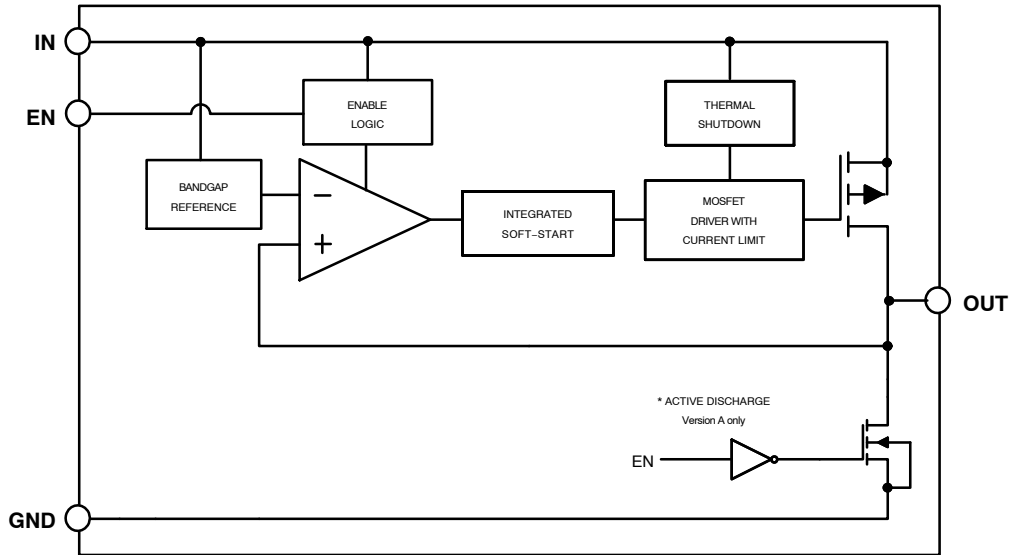 IN
EN
ENABLE
LOGIC
THERMAL
SHUTDOWN
BANDGAP
REFERENCE
−
+
INTEGRATED
SOFT−START
MOSFET
DRIVER WITH
CURRENT LIMIT
OUT
* ACTIVE DISCHARGE
Version A only
EN
GND